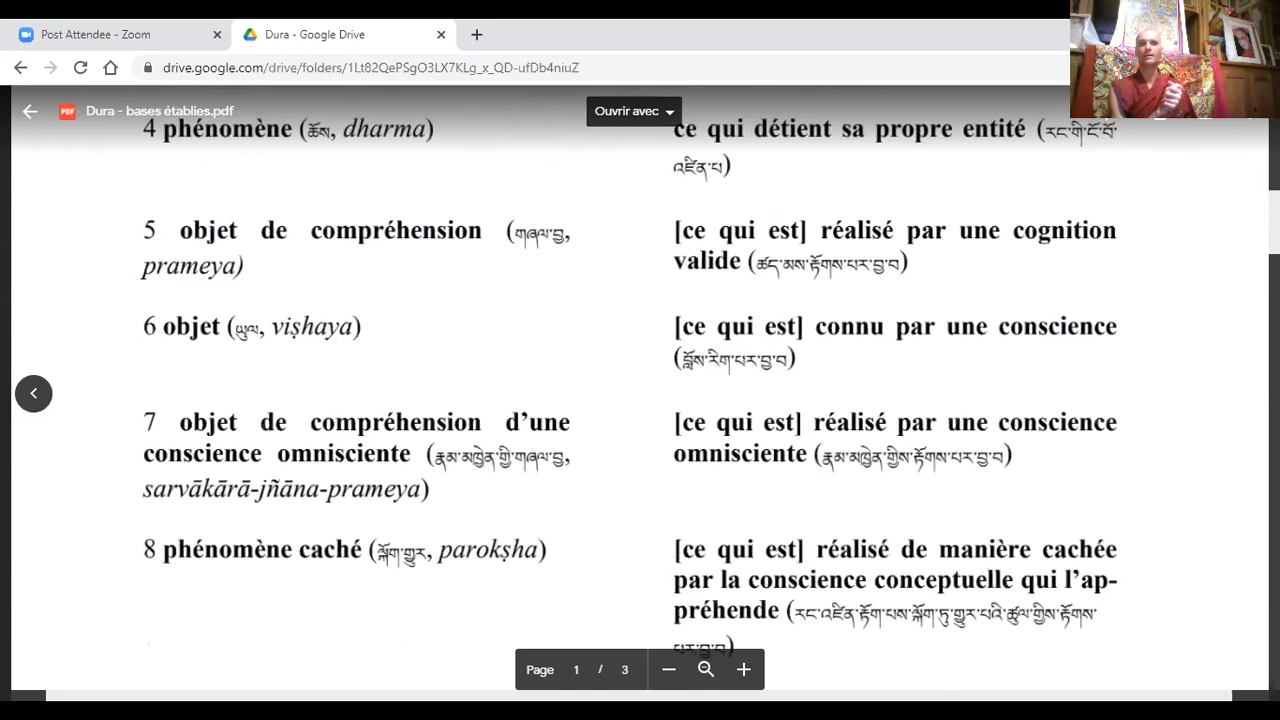 Post Attendee - Zoom
Dura - Google Drive
drive.google.com/drive/folders/1Lt82QePSgO3LX7KLg_x_QD-ufDb4niuZ
Dura - bases établies.pdf
Ouvrir avec
4 phénomène (ཆོས, dharma)
ce qui détient sa propre entité (རང་གི་ངོ་བོ་
འཛིན་པ)
5 objet de compréhension (གཞལ་བྱ,
prameya)
[ce qui est] réalisé par une cognition
valide (ཚད་མས་རྟོགས་པར་བྱ་བ)
6 objet (ཡུལ, viṣhaya)
[ce qui est] connu par une conscience
(བློས་རིག་པར་བྱ་བ)
7 objet de compréhension d’une
conscience omnisciente (རྣམ་མཁྱེན་གྱི་གཞལ་བྱ,
sarvākārā-jñāna-prameya)
[ce qui est] réalisé par une conscience
omnisciente (རྣམ་མཁྱེན་གྱིས་རྟོགས་པར་བྱ་བ)
8 phénomène caché (ལྐོག་གྱུར, parokṣha)
[ce qui est] réalisé de manière cachée
par la conscience conceptuelle qui l’ap-
préhende (རང་འཛིན་རྟོག་པས་ལྐོག་ཏུ་གྱུར་པའི་ཚུལ་གྱིས་རྟོགས་
པར་བྱ་བ)
Page 1 / 3